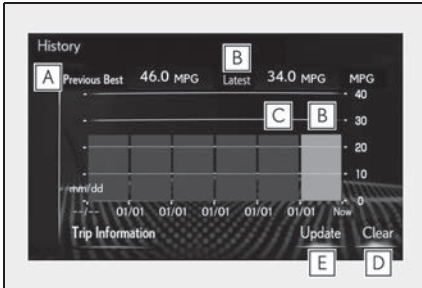 History
B
A Previous Best 46.0 MPG Latest 34.0 MPG MPG
40
C B 30
20
10
mm/dd 0
--/-- 01/01 01/01 01/01 01/01 01/01 Now
Trip Information Update Clear
E D